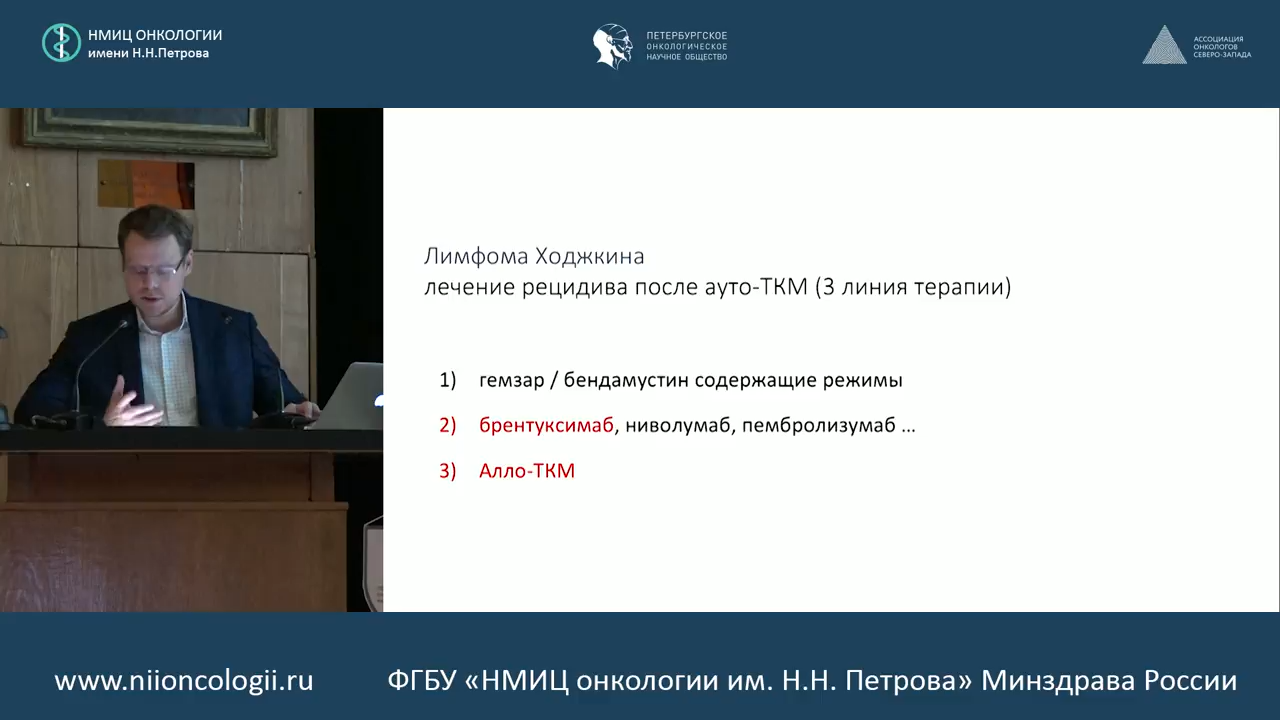 НМИЦ ОНКОЛОГИИ
имени Н.Н.Петрова
ПЕТЕРБУРГСКОЕ
ОНКОЛОГИЧЕСКОЕ
НАУЧНОЕ ОБЩЕСТВО
АССОЦИАЦИЯ
ОНКОЛОГОВ
СЕВЕРО-ЗАПАДА
Лимфома Ходжкина
лечение рецидива после ауто-ТКМ (3 линия терапии)
1) гемзар / бендамустин содержащие режимы
2) брентуксимаб, ниволумаб, пембролизумаб ...
3) Алло-ТКМ
www.niioncologii.ru
ФГБУ «НМИЦ онкологии им. Н.Н. Петрова» Минздрава России